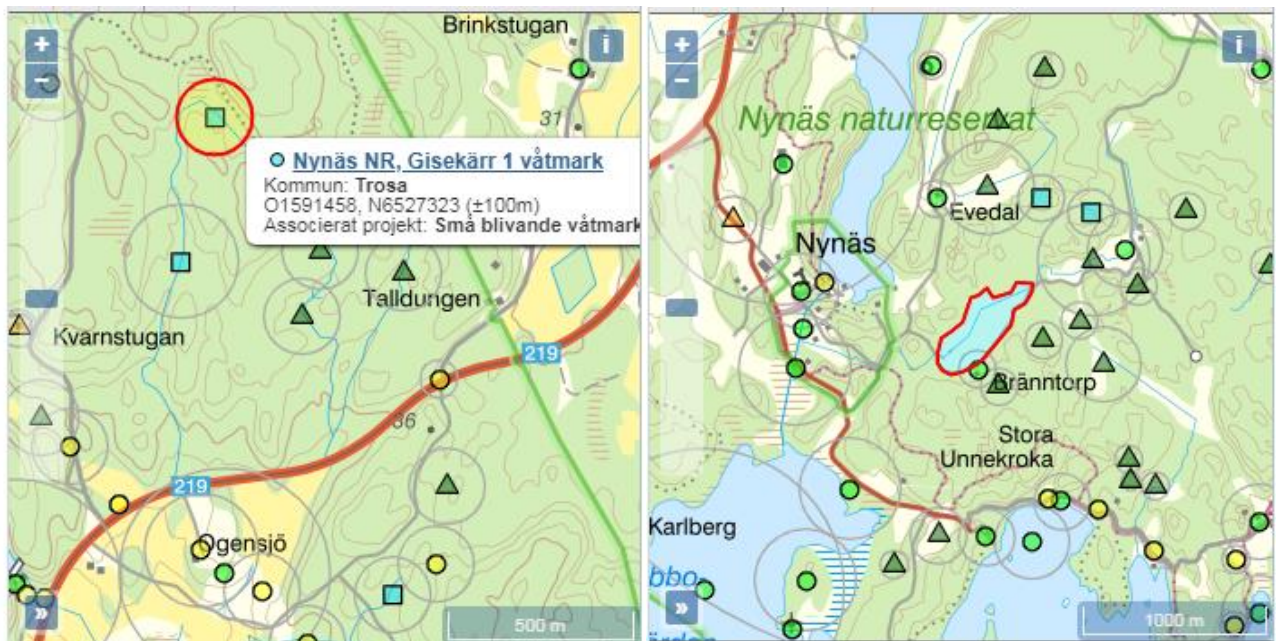 Brinkstugan
+
−
i
31
Nynäs NR, Gisekärr 1 våtmark
Kommun: Trosa
O1591458, N6527323 (±100m)
Associerat projekt: Små blivande våtmark
Talldungen
Kvarnstugan
219
36
219
Ogensjö
»
500 m
+
−
i
Nynäs naturreservat
Evedal
Nynäs
Bränntorp
Stora
Unnekroka
Karlberg
bbo-
»
1000 m